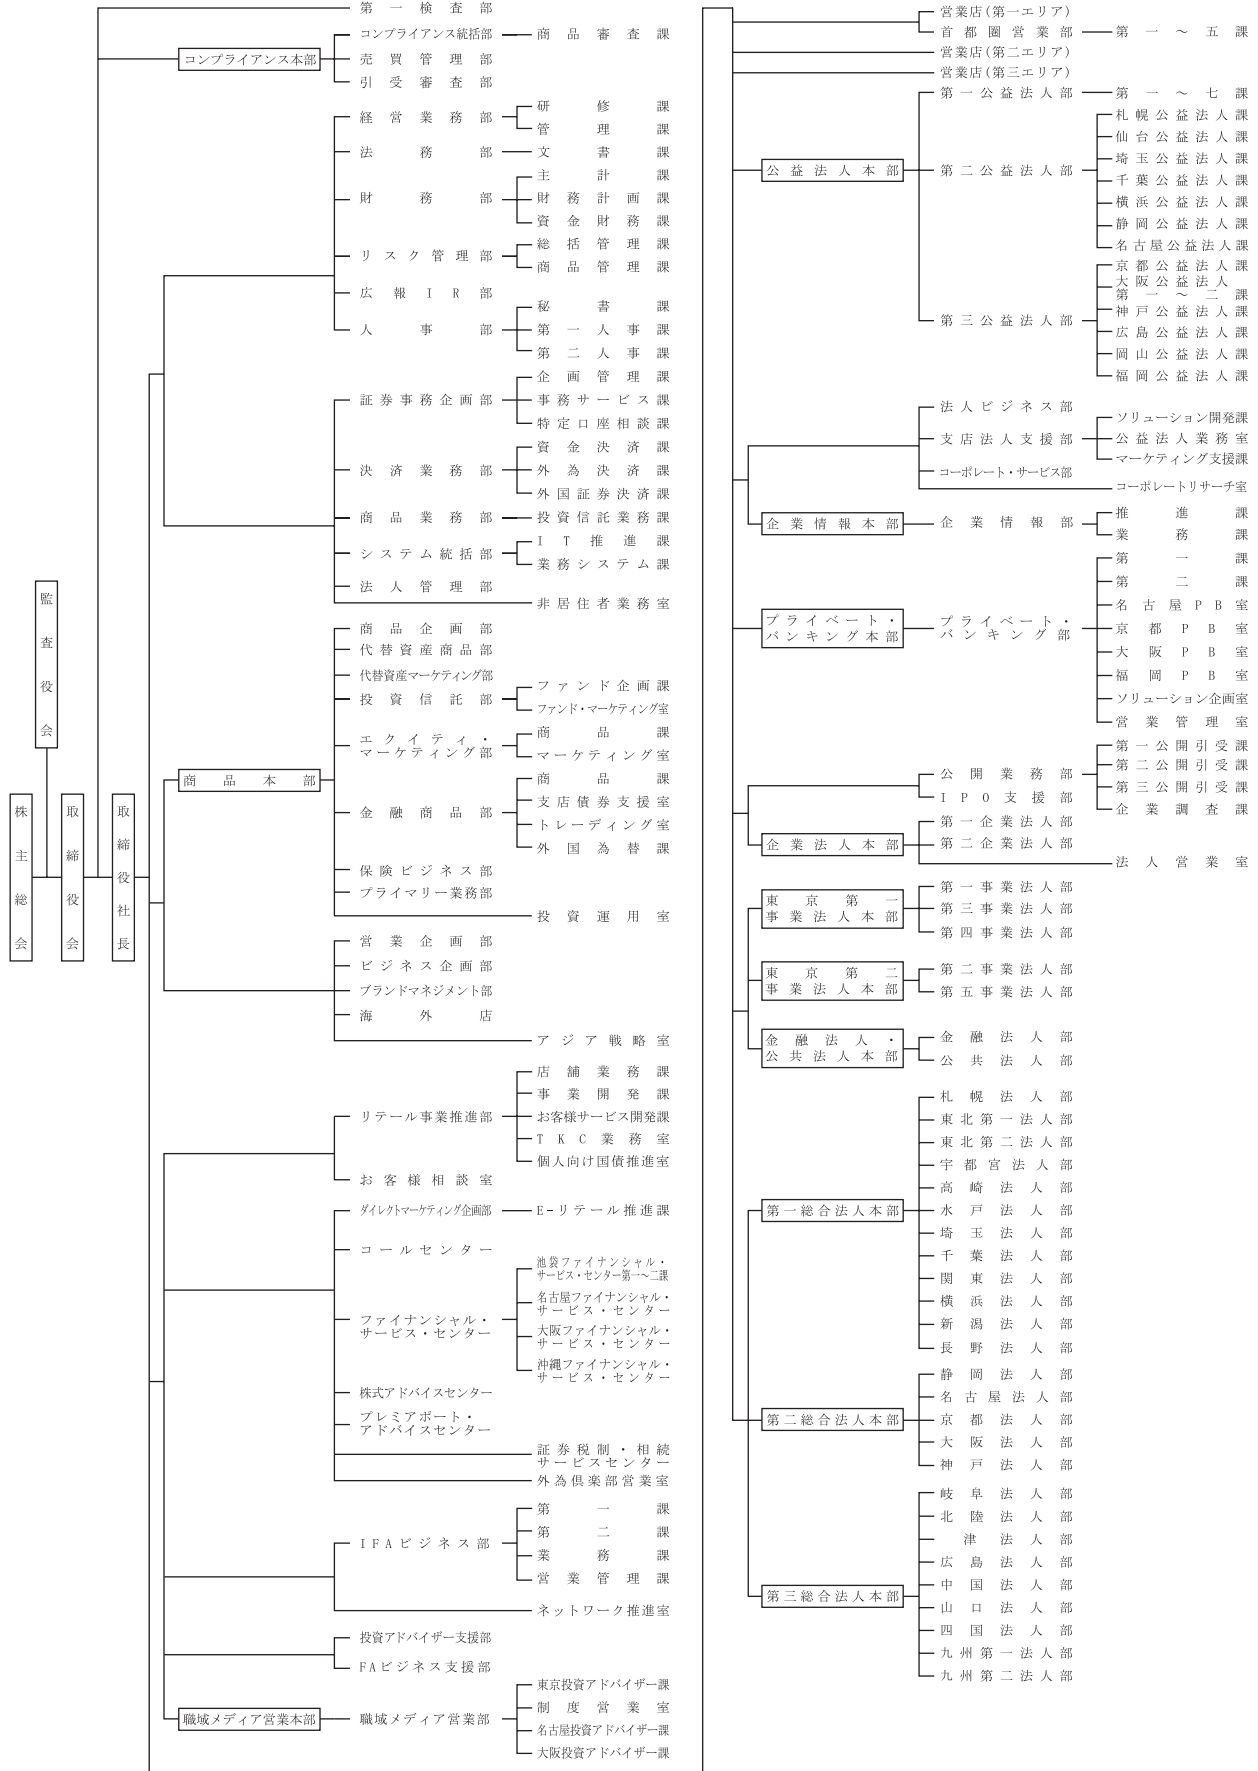 第一検査部
コンプライアンス本部
コンプライアンス統括部
商品審査課
売買管理部
引受審査部
経営業務部
研修課
管理課
法務部
文書課
財務部
主計課
財務計画課
資金財務課
リスク管理部
総括管理課
商品管理課
広報IR部
人事部
秘書課
第一人事課
第二人事課
証券事務企画部
企画管理課
事務サービス課
特定口座相談課
決済業務部
資金決済課
外為決済課
外国証券決済課
商品業務部
投資信託業務課
システム統括部
IT推進課
業務システム課
法人管理部
非居住者業務室
監査役会
株主総会
取締役会
取締役社長
商品本部
商品企画部
代替資産商品部
代替資産マーケティング部
投資信託部
ファンド企画課
ファンド・マーケティング室
エクイティ・
マーケティング部
商品課
マーケティング室
金融商品部
商品課
支店債券支援室
トレーディング室
外国為替課
保険ビジネス部
プライマリー業務部
投資運用室
営業企画部
ビジネス企画部
ブランドマネジメント部
海外店
アジア戦略室
リテール事業推進部
店舗業務課
事業開発課
お客様サービス開発課
TKC業務室
個人向け国債推進室
お客様相談室
ダイレクトマーケティング企画部
E-リテール推進課
コールセンター
ファイナンシャル・
サービス・センター
池袋ファイナンシャル・
サービス・センター第一～二課
名古屋ファイナンシャル・
サービス・センター
大阪ファイナンシャル・
サービス・センター
沖縄ファイナンシャル・
サービス・センター
株式アドバイスセンター
プレミアポート・
アドバイスセンター
証券税制・相続
サービスセンター
外為倶楽部営業室
IFAビジネス部
第一課
第二課
業務課
営業管理課
ネットワーク推進室
投資アドバイザー支援部
FAビジネス支援部
職域メディア営業本部
職域メディア営業部
東京投資アドバイザー課
制度営業室
名古屋投資アドバイザー課
大阪投資アドバイザー課
営業店(第一エリア)
首都圏営業部
第一～五課
営業店(第二エリア)
営業店(第三エリア)
公益法人本部
第一公益法人部
第一～七課
第二公益法人部
札幌公益法人課
仙台公益法人課
埼玉公益法人課
千葉公益法人課
横浜公益法人課
静岡公益法人課
名古屋公益法人課
第三公益法人部
京都公益法人課
大阪公益法人
第一～二課
神戸公益法人課
広島公益法人課
岡山公益法人課
福岡公益法人課
法人ビジネス部
支店法人支援部
ソリューション開発課
公益法人業務室
マーケティング支援課
コーポレート・サービス部
コーポレートリサーチ室
企業情報本部
企業情報部
推進課
業務課
プライベート・
バンキング本部
プライベート・
バンキング部
第一課
第二課
名古屋PB室
京都PB室
大阪PB室
福岡PB室
ソリューション企画室
営業管理室
公開業務部
第一公開引受課
第二公開引受課
第三公開引受課
企業調査課
IPO支援部
企業法人本部
第一企業法人部
第二企業法人部
法人営業室
東京第一
事業法人本部
第一事業法人部
第三事業法人部
第四事業法人部
東京第二
事業法人本部
第二事業法人部
第五事業法人部
金融法人・
公共法人本部
金融法人部
公共法人部
第一総合法人本部
札幌法人部
東北第一法人部
東北第二法人部
宇都宮法人部
高崎法人部
水戸法人部
埼玉法人部
千葉法人部
関東法人部
横浜法人部
新潟法人部
長野法人部
第二総合法人本部
静岡法人部
名古屋法人部
京都法人部
大阪法人部
神戸法人部
第三総合法人本部
岐阜法人部
北陸法人部
津法人部
広島法人部
中国法人部
山口法人部
四国法人部
九州第一法人部
九州第二法人部